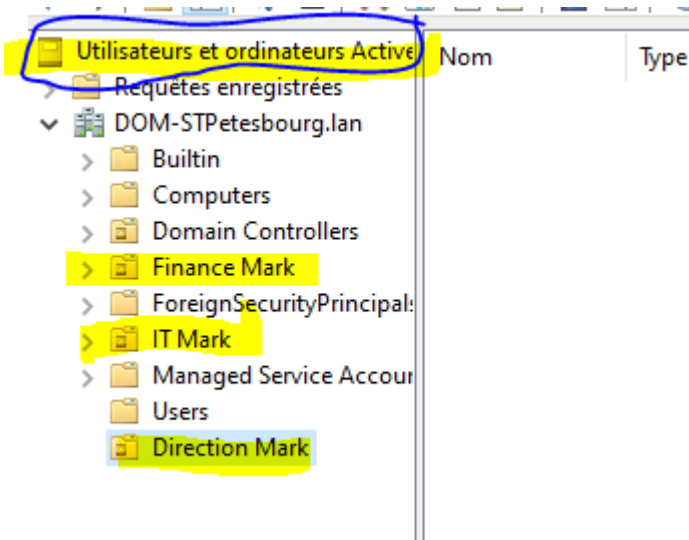 Utilisateurs et ordinateurs Active
Nom Type
Requêtes enregistrées
DOM-STPetesbourg.lan
Builtin
Computers
Domain Controllers
Finance Mark
ForeignSecurityPrincipals
IT Mark
Managed Service Accour
Users
Direction Mark